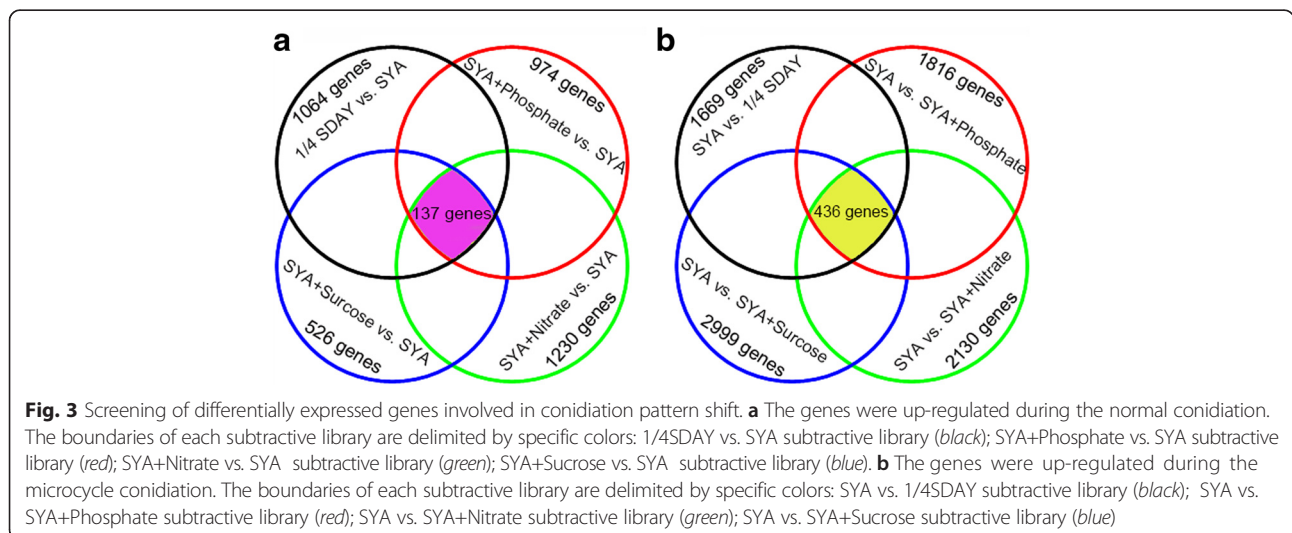 a
1064 genes
1/4 SDAY vs. SYA
974 genes
SYA+Phosphate vs. SYA
137 genes
SYA+Surcose vs. SYA
526 genes
SYA+Nitrate vs. SYA
1230 genes
b
1669 genes
SYA vs. 1/4 SDAY
1816 genes
SYA vs. SYA+Phosphate
436 genes
SYA vs. SYA+Surcose
2999 genes
SYA vs. SYA+Nitrate
2130 genes
Fig. 3 Screening of differentially expressed genes involved in conidiation pattern shift. a The genes were up-regulated during the normal conidiation.
The boundaries of each subtractive library are delimited by specific colors: 1/4SDAY vs. SYA subtractive library (black); SYA+Phosphate vs. SYA subtractive
library (red); SYA+Nitrate vs. SYA subtractive library (green); SYA+Sucrose vs. SYA subtractive library (blue). b The genes were up-regulated during the
microcycle conidiation. The boundaries of each subtractive library are delimited by specific colors: SYA vs. 1/4SDAY subtractive library (black); SYA vs.
SYA+Phosphate subtractive library (red); SYA vs. SYA+Nitrate subtractive library (green); SYA vs. SYA+Sucrose subtractive library (blue)